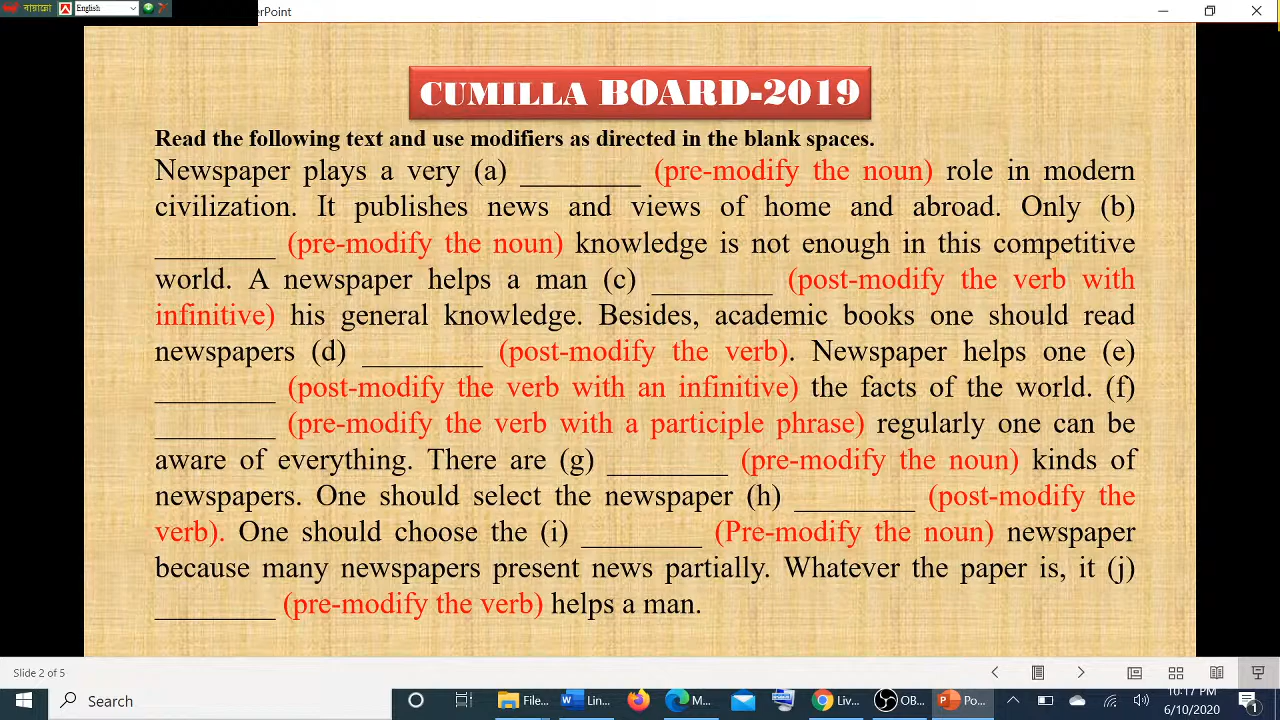 বাংলা English
erPoint
CUMILLA BOARD-2019
Read the following text and use modifiers as directed in the blank spaces.
Newspaper plays a very (a) ________ (pre-modify the noun) role in modern
civilization. It publishes news and views of home and abroad. Only (b)
________ (pre-modify the noun) knowledge is not enough in this competitive
world. A newspaper helps a man (c) ________ (post-modify the verb with
infinitive) his general knowledge. Besides, academic books one should read
newspapers (d) ________ (post-modify the verb). Newspaper helps one (e)
________ (post-modify the verb with an infinitive) the facts of the world. (f)
________ (pre-modify the verb with a participle phrase) regularly one can be
aware of everything. There are (g) ________ (pre-modify the noun) kinds of
newspapers. One should select the newspaper (h) ________ (post-modify the
verb). One should choose the (i) ________ (Pre-modify the noun) newspaper
because many newspapers present news partially. Whatever the paper is, it (j)
________ (pre-modify the verb) helps a man.
Slide 2 of 5
Search
File...
Lin...
M...
Liv...
OB...
Po...
10:17 PM
6/10/2020
1